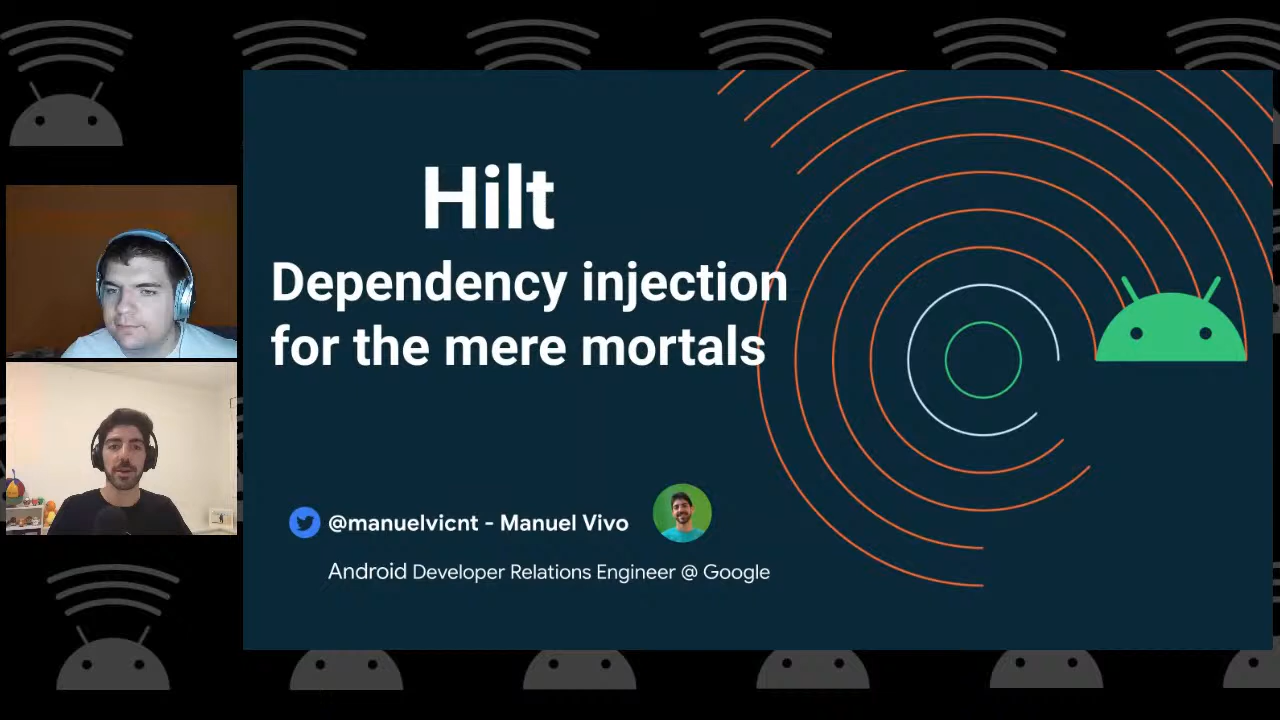 Hilt
Dependency injection
for the mere mortals
@manuelvicnt - Manuel Vivo
Android Developer Relations Engineer @ Google